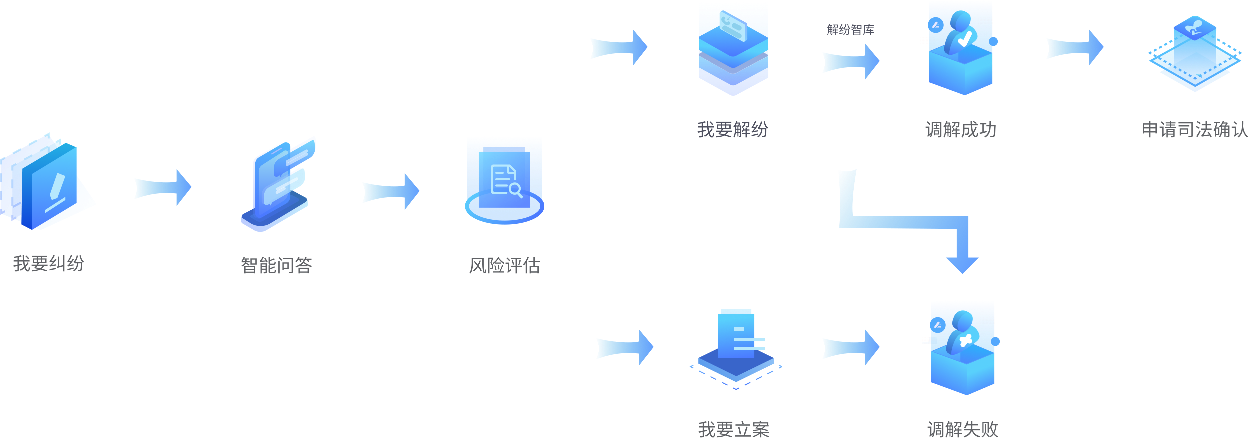 解纷智库
我要解纷
调解成功
申请司法确认
我要纠纷
智能问答
风险评估
我要立案
调解失败